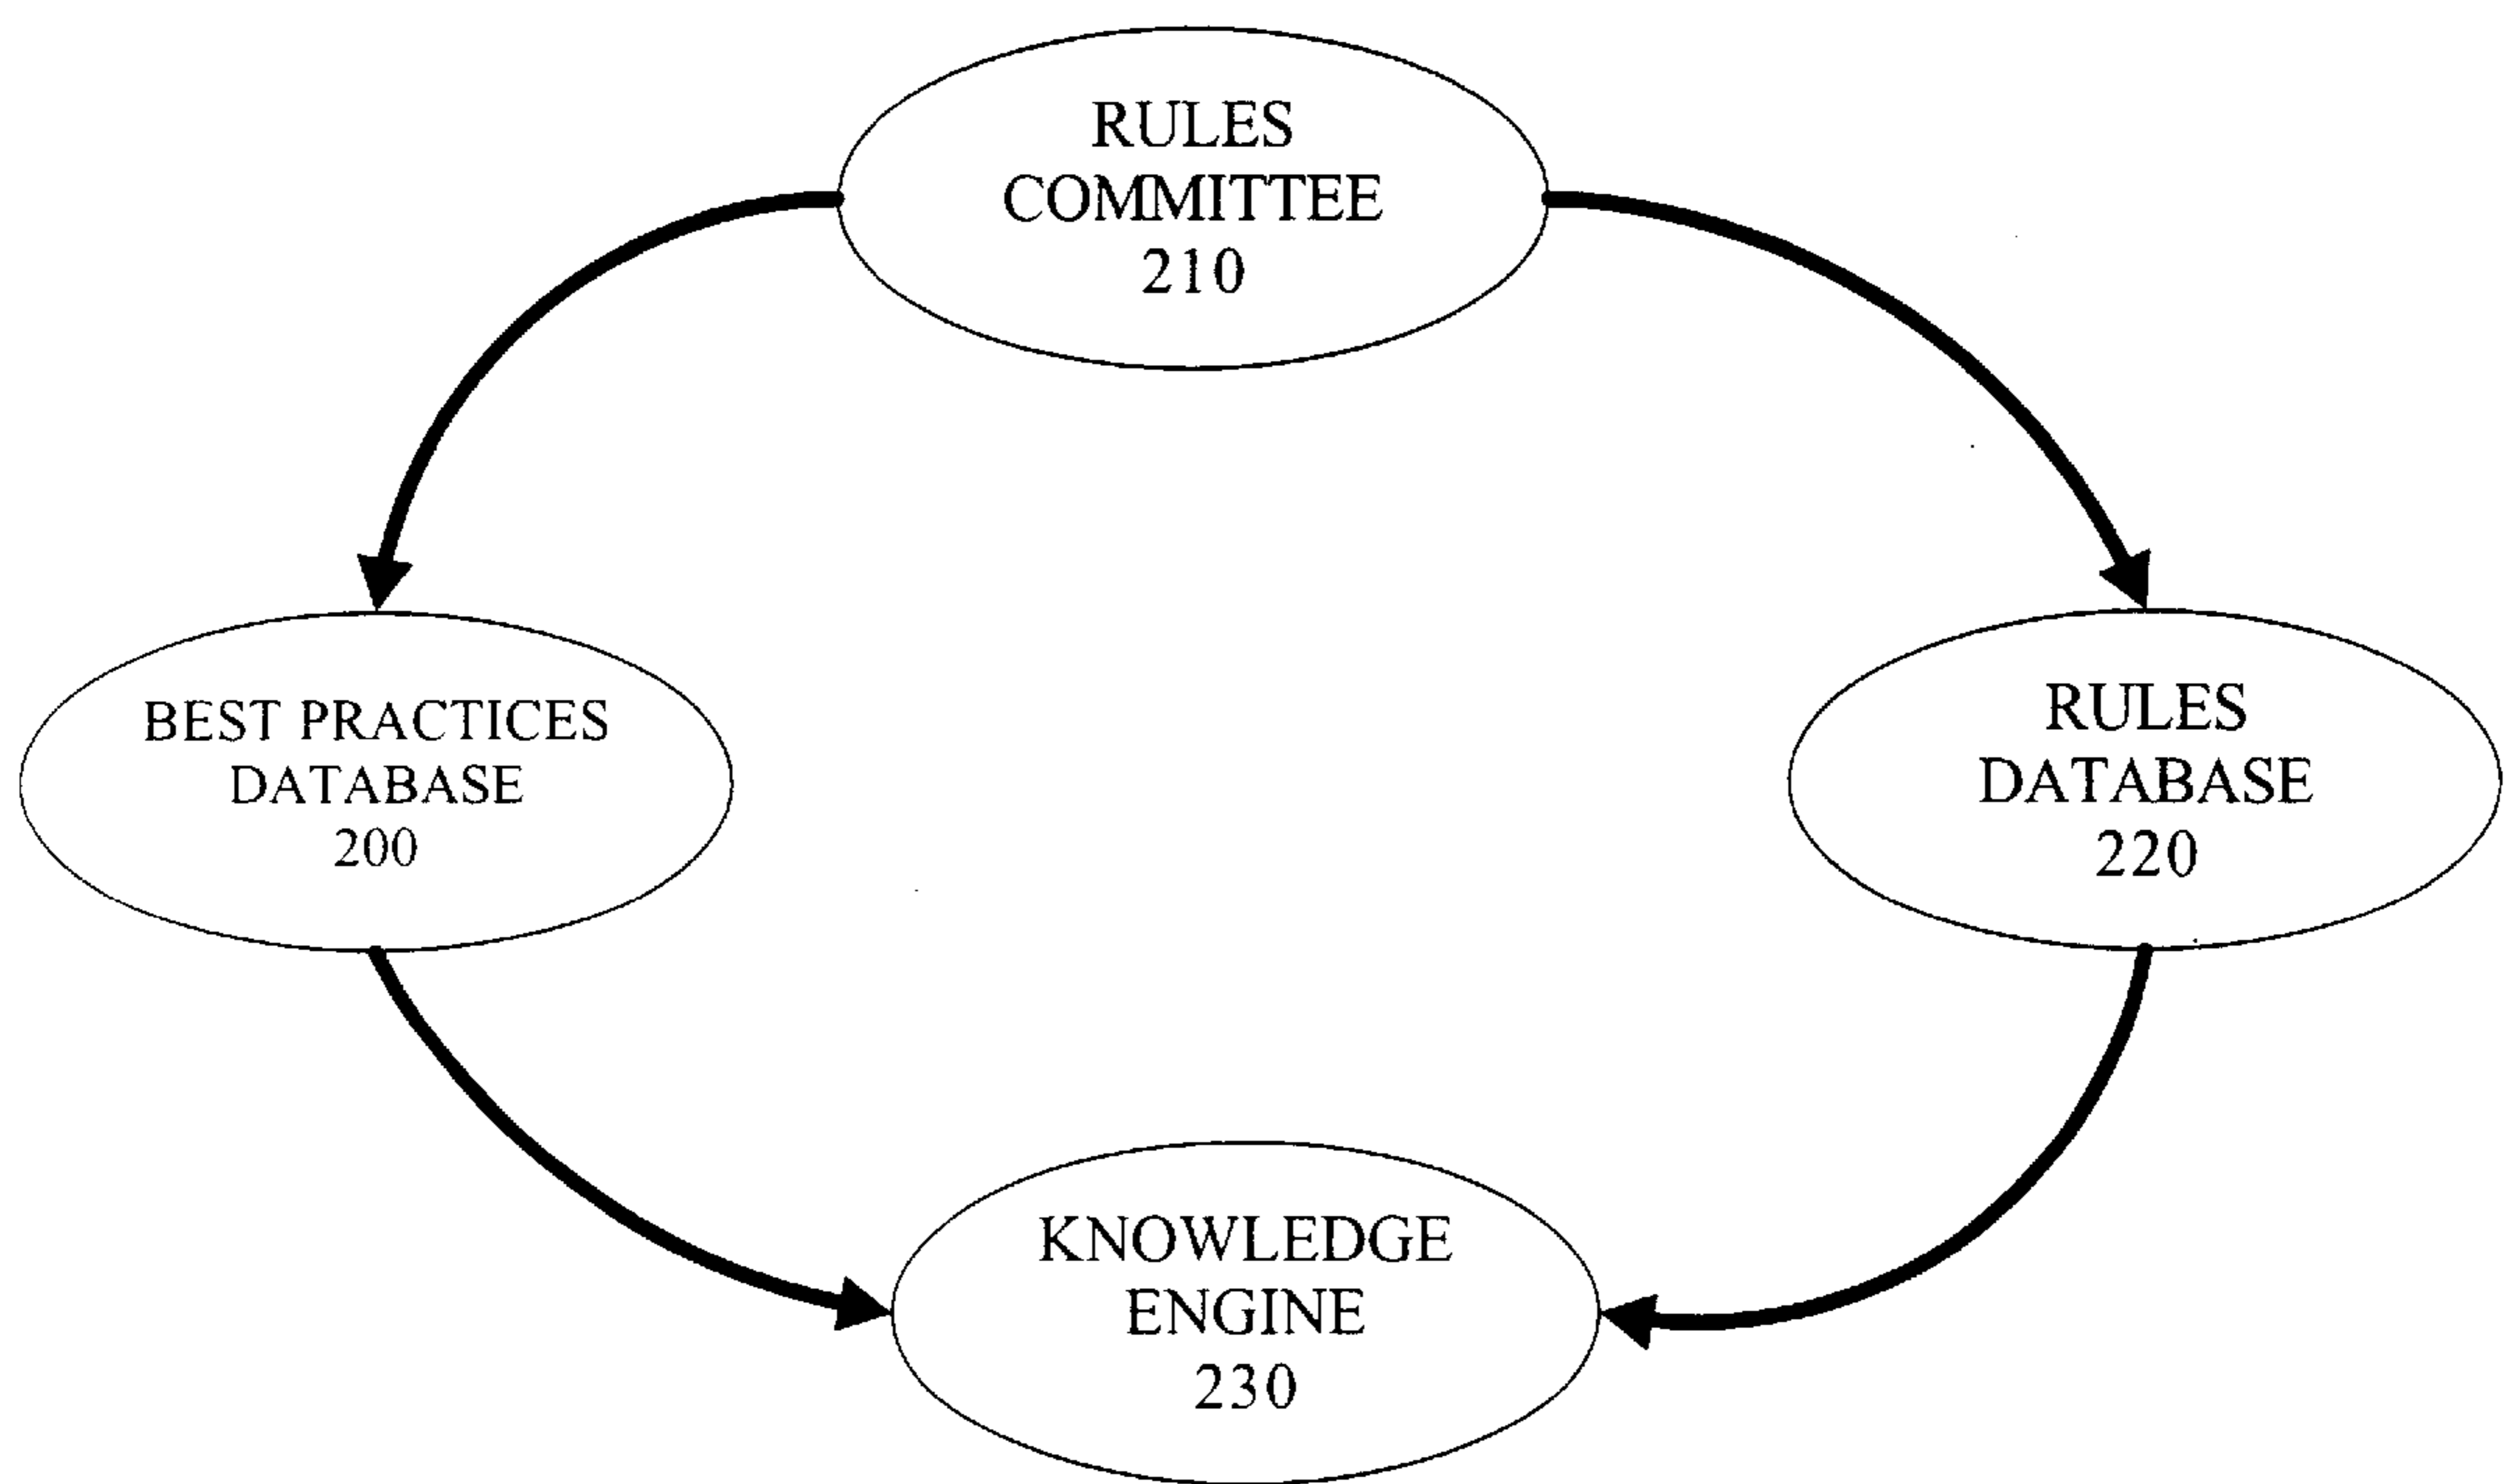 RULES
COMMITTEE
210
BEST PRACTICES
DATABASE
200
RULES
DATABASE
220
KNOWLEDGE
ENGINE
230